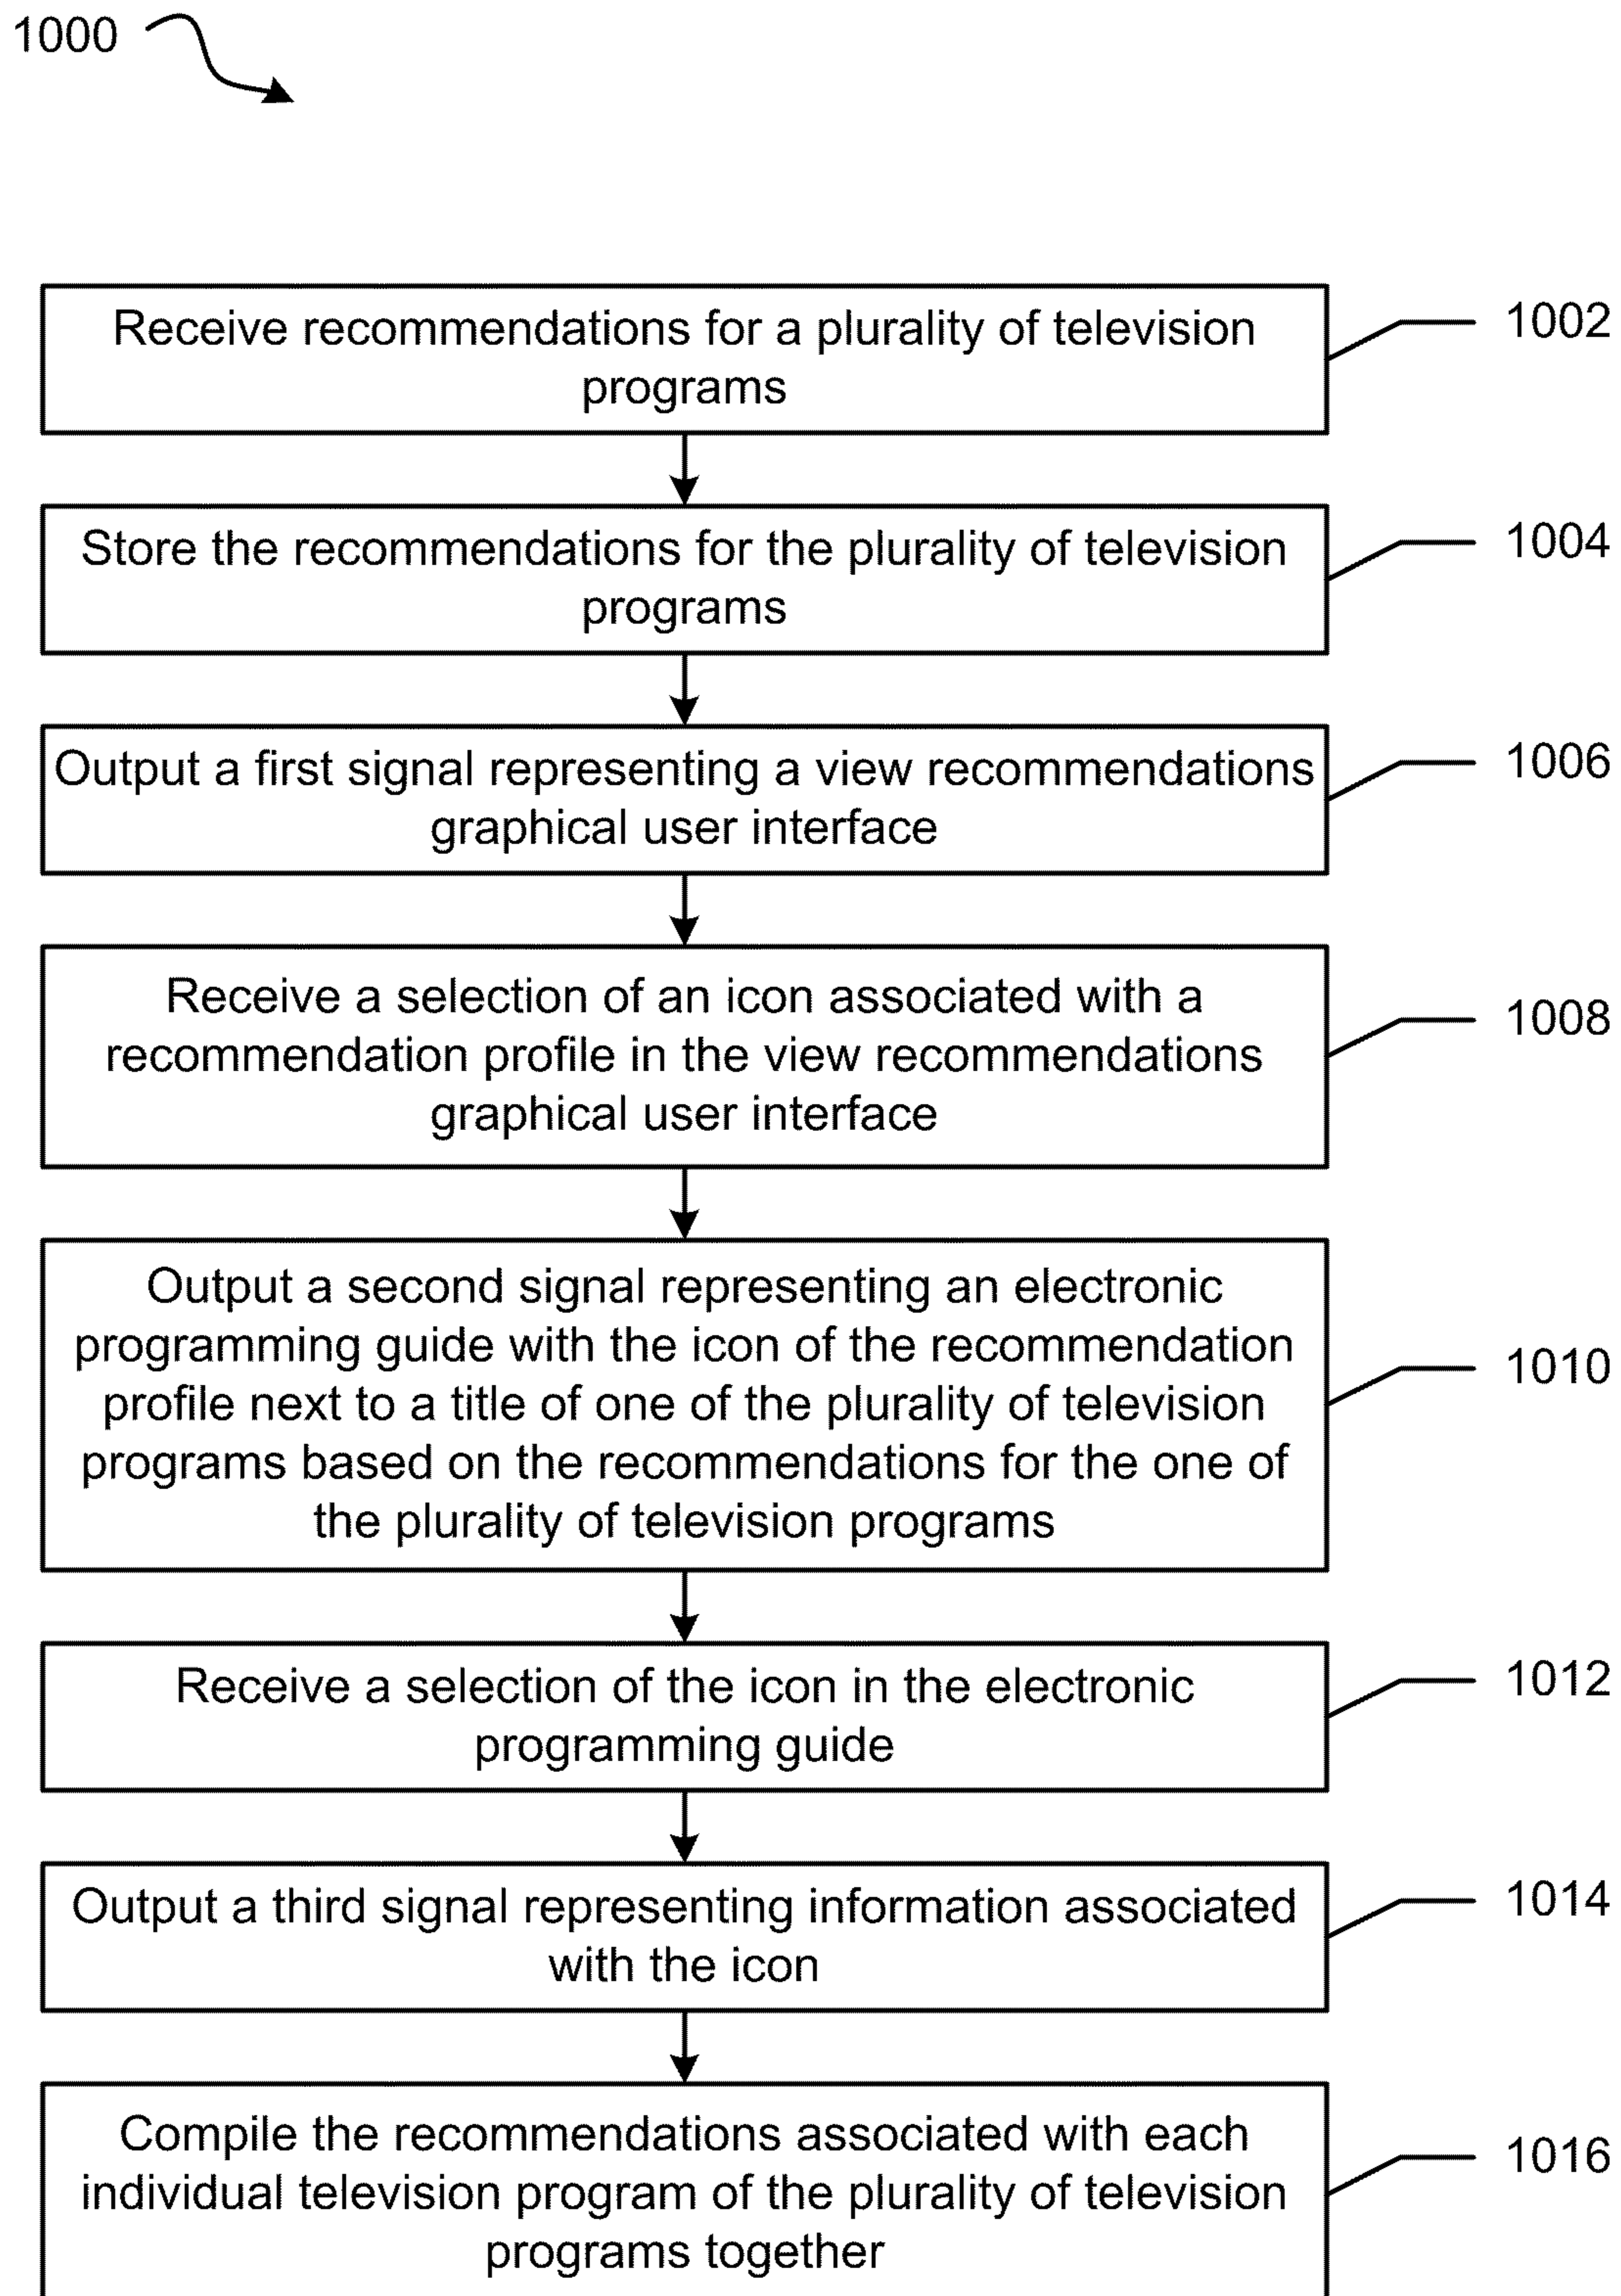 1000
Receive recommendations for a plurality of television
programs
1002
Store the recommendations for the plurality of television
programs
1004
Output a first signal representing a view recommendations
graphical user interface
1006
Receive a selection of an icon associated with a
recommendation profile in the view recommendations
graphical user interface
1008
Output a second signal representing an electronic
programming guide with the icon of the recommendation
profile next to a title of one of the plurality of television
programs based on the recommendations for the one of
the plurality of television programs
1010
Receive a selection of the icon in the electronic
programming guide
1012
Output a third signal representing information associated
with the icon
1014
Compile the recommendations associated with each
individual television program of the plurality of television
programs together
1016